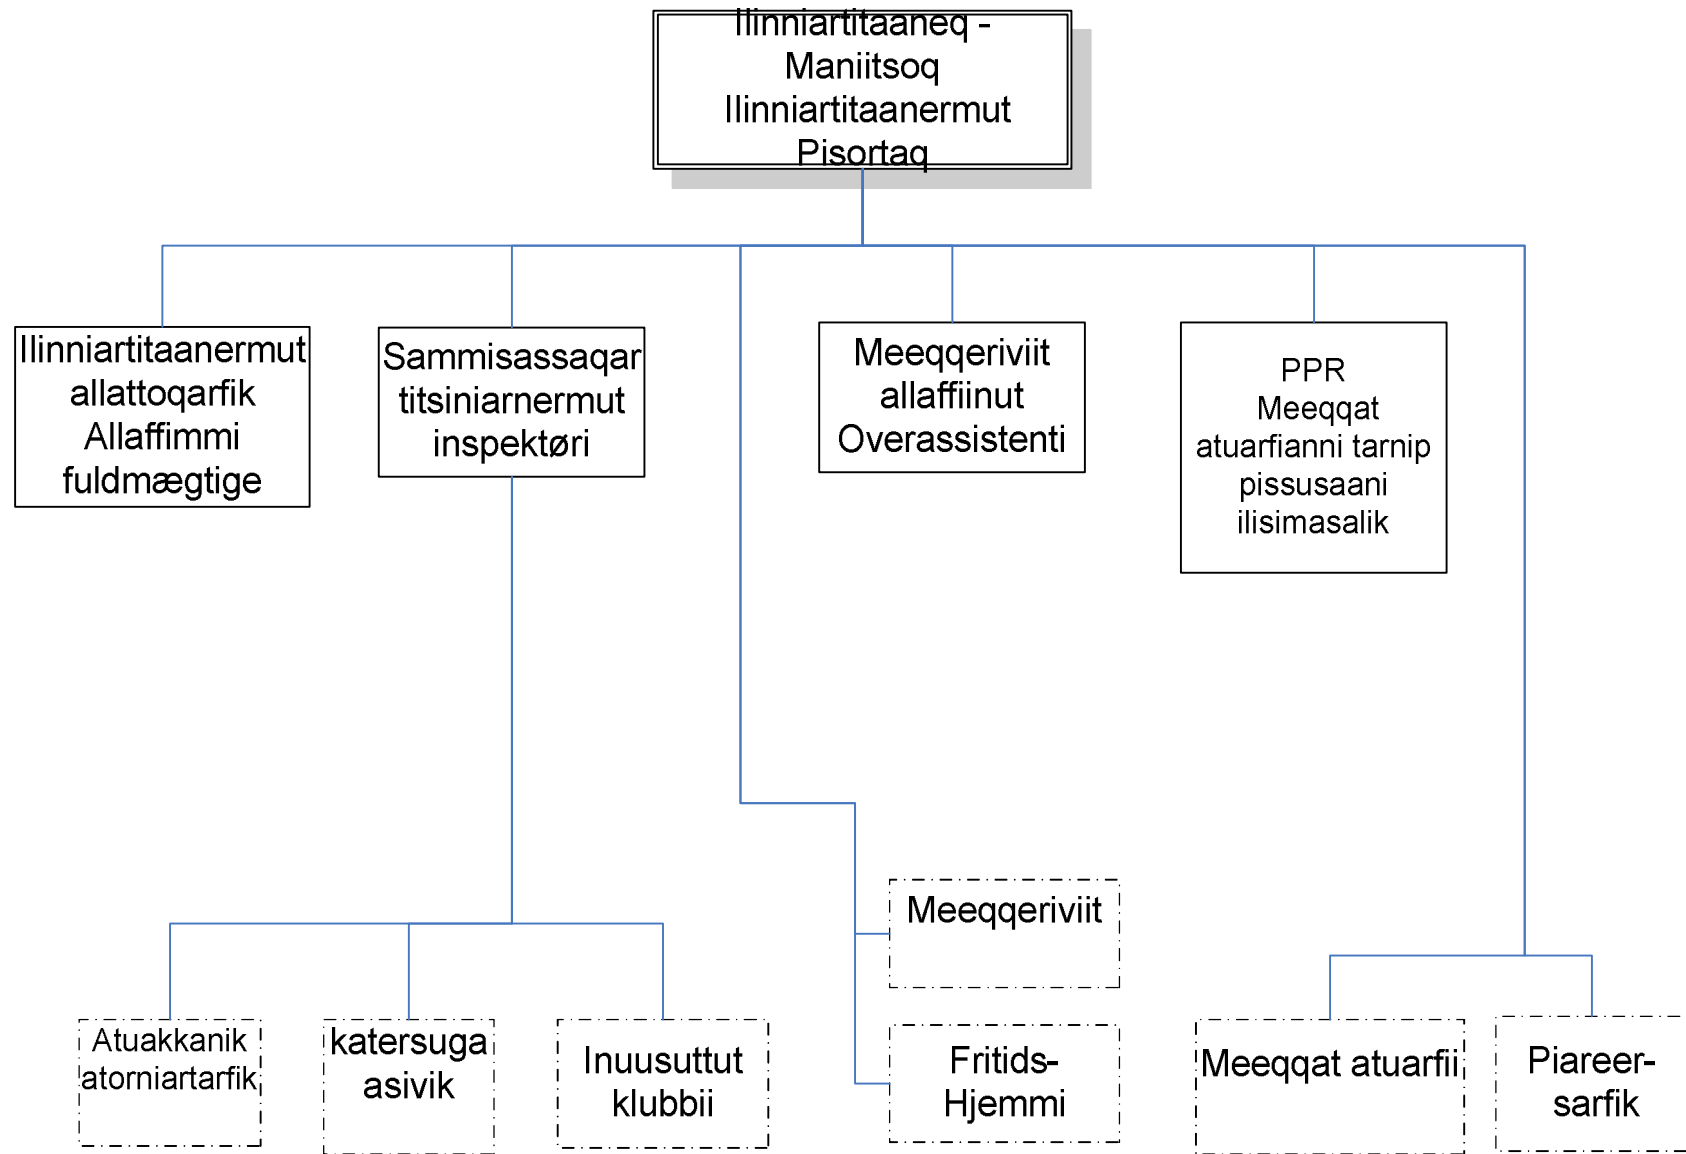 Ilinniartitaaneq -
Maniitsoq
Ilinniartitaanermut
Pisortaq
Ilinniartitaanermut
allattoqarfik
Allaffimmi
fuldmægtige
Sammisassaqar
titsiniarnermut
inspektøri
Meeqqeriviit
allaffiinut
Overassistenti
PPR
Meeqqat
atuarfianni tarnip
pissusaani
ilisimasalik
Meeqqeriviit
Atuakkanik
atorniartarfik
katersuga
asivik
Inuusuttut
klubbii
Fritids-
Hjemmi
Meeqqat atuarfii
Piareer-
sarfik